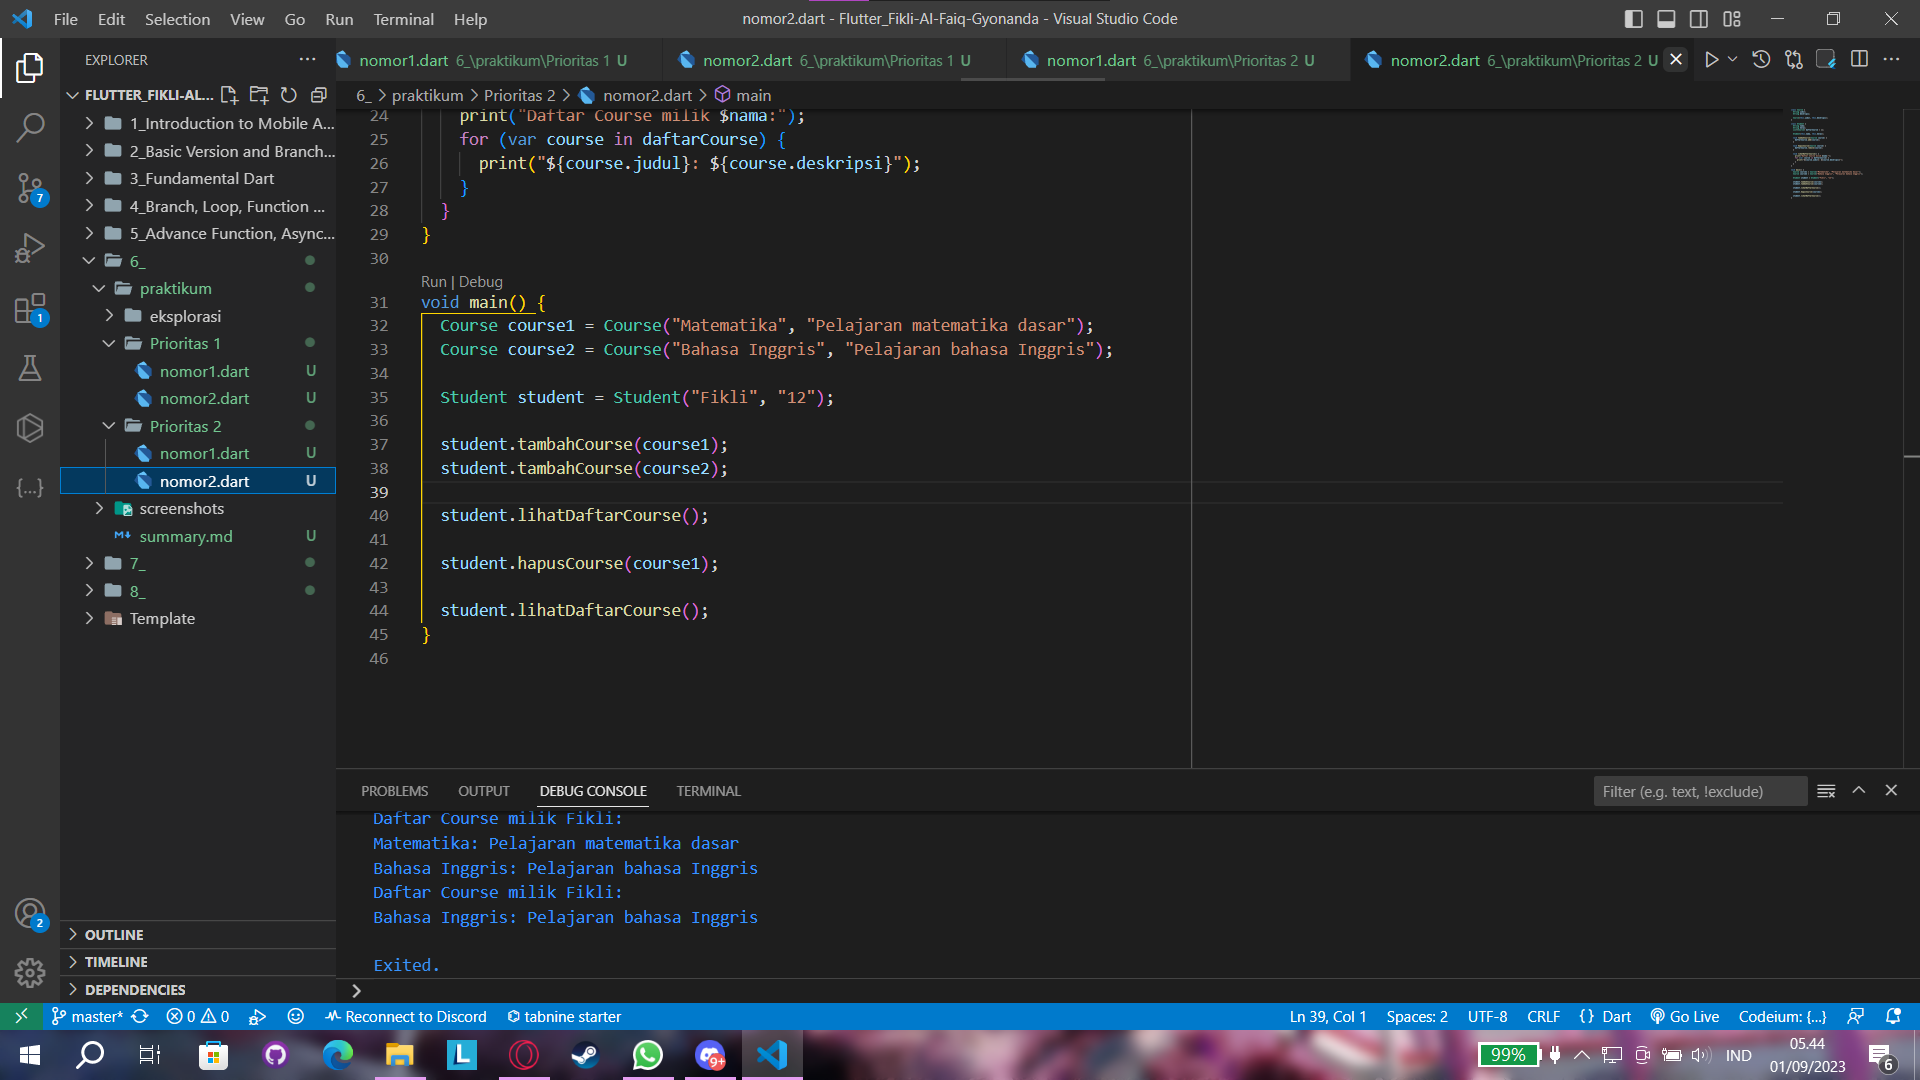 File Edit Selection View Go Run Terminal Help
nomor2.dart - Flutter_Fikli-Al-Faiq-Gyonanda - Visual Studio Code
EXPLORER
nomor1.dart 6_\praktikum\Prioritas 1 U
nomor2.dart 6_\praktikum\Prioritas 1 U
nomor1.dart 6_\praktikum\Prioritas 2 U
nomor2.dart 6_\praktikum\Prioritas 2 U
FLUTTER_FIKLI-AL...
1_Introduction to Mobile A...
2_Basic Version and Branch...
3_Fundamental Dart
4_Branch, Loop, Function ...
5_Advance Function, Async...
6_
praktikum
eksplorasi
Prioritas 1
nomor1.dart U
nomor2.dart U
Prioritas 2
nomor1.dart U
nomor2.dart U
screenshots
summary.md U
7_
8_
Template
OUTLINE
TIMELINE
DEPENDENCIES
7
1
2
6_ > praktikum > Prioritas 2 > nomor2.dart > main
24 print("Daftar Course milik $nama:");
25 for (var course in daftarCourse) {
26 print("${course.judul}: ${course.deskripsi}");
27 }
28 }
29 }
30
Run | Debug
31 void main() {
32 Course course1 = Course("Matematika", "Pelajaran matematika dasar");
33 Course course2 = Course("Bahasa Inggris", "Pelajaran bahasa Inggris");
34
35 Student student = Student("Fikli", "12");
36
37 student.tambahCourse(course1);
38 student.tambahCourse(course2);
39
40 student.lihatDaftarCourse();
41
42 student.hapusCourse(course1);
43
44 student.lihatDaftarCourse();
45 }
46
PROBLEMS OUTPUT DEBUG CONSOLE TERMINAL
Filter (e.g. text, !exclude)
Daftar Course milik Fikli:
Matematika: Pelajaran matematika dasar
Bahasa Inggris: Pelajaran bahasa Inggris
Daftar Course milik Fikli:
Bahasa Inggris: Pelajaran bahasa Inggris
Exited.
master* 0 0 Reconnect to Discord tabnine starter
Ln 39, Col 1 Spaces: 2 UTF-8 CRLF {} Dart Go Live Codeium: {...}
L
9+
99%
IND
05.44
01/09/2023
6